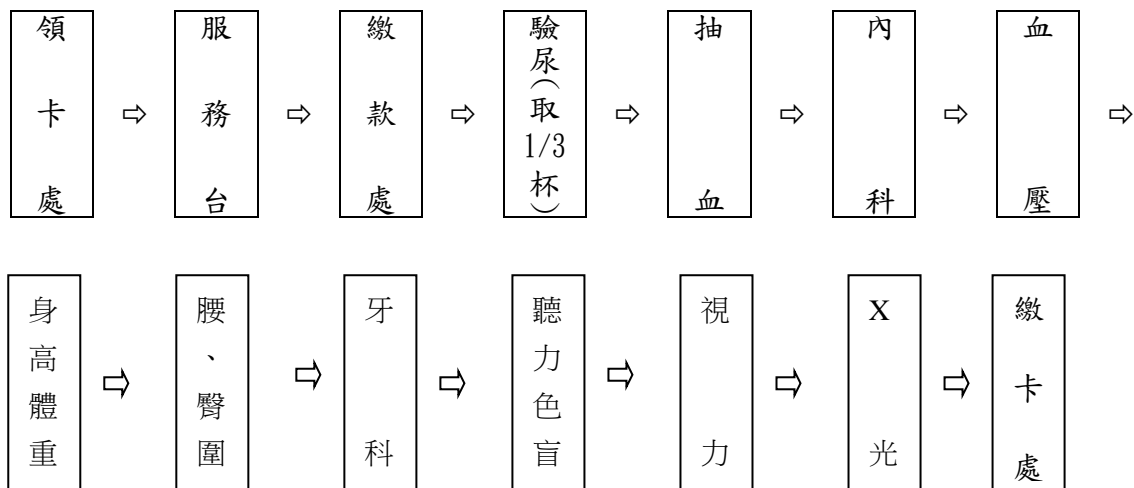 領卡處 ⇨ 服務台 ⇨ 繳款處 ⇨ 驗尿(取1/3杯) ⇨ 抽血 ⇨ 內科 ⇨ 血壓 ⇨
身高體重 ⇨ 腰、臀圍 ⇨ 牙科 ⇨ 聽力色盲 ⇨ 視力 ⇨ X光 ⇨ 繳卡處